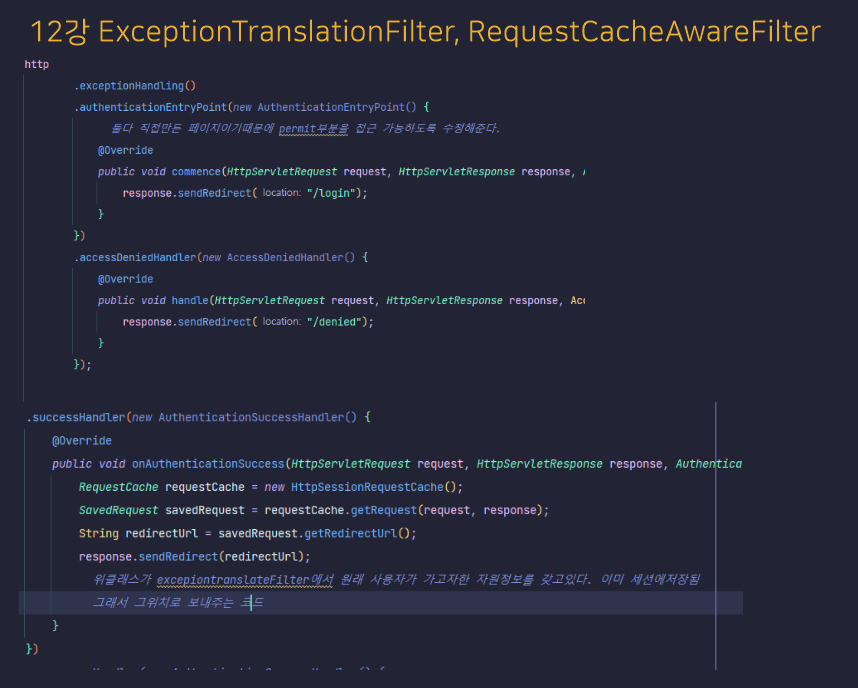 12강 ExceptionTranslationFilter, RequestCacheAwareFilter
http
.exceptionHandling()
.authenticationEntryPoint(new AuthenticationEntryPoint() {
둘다 직접만든 페이지이기때문에 permit부분을 접근 가능하도록 수정해준다.
@Override
public void commence(HttpServletRequest request, HttpServletResponse response,
response.sendRedirect( location: "/login");
}
})
.accessDeniedHandler(new AccessDeniedHandler() {
@Override
public void handle(HttpServletRequest request, HttpServletResponse response, Acc
response.sendRedirect( location: "/denied");
}
});
.successHandler(new AuthenticationSuccessHandler() {
@Override
public void onAuthenticationSuccess(HttpServletRequest request, HttpServletResponse response, Authentica
RequestCache requestCache = new HttpSessionRequestCache();
SavedRequest savedRequest = requestCache.getRequest(request, response);
String redirectUrl = savedRequest.getRedirectUrl();
response.sendRedirect(redirectUrl);
위클래스가 excepiontranslateFilter에서 원래 사용자가 가고자한 자원정보를 갖고있다. 이미 세션에저장됨
그래서 그위치로 보내주는 코드
}
})